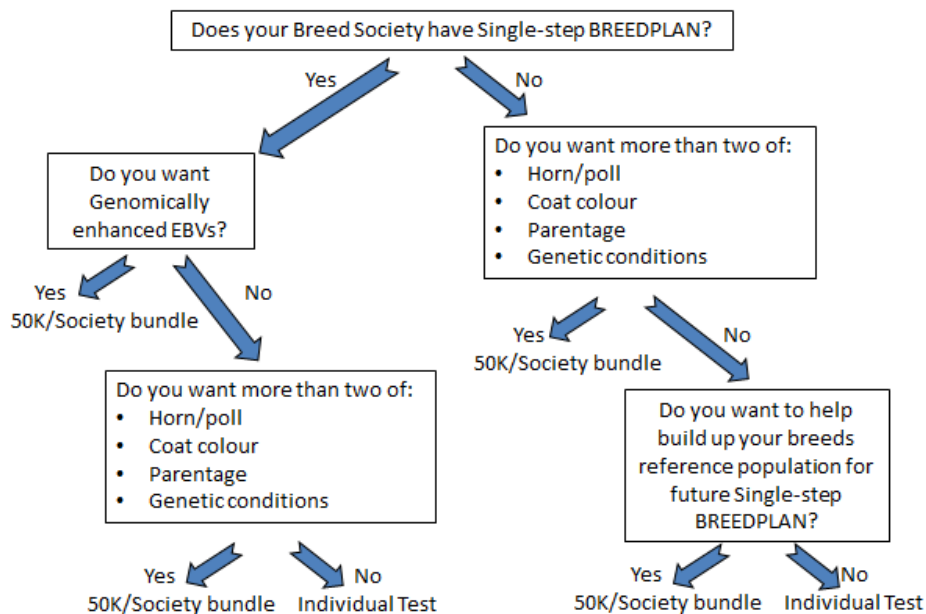 Does your Breed Society have Single-step BREEDPLAN?
Yes
No
Do you want
Genomically
enhanced EBVs?
Do you want more than two of:
• Horn/poll
• Coat colour
• Parentage
• Genetic conditions
Yes
50K/Society bundle
No
Yes
50K/Society bundle
No
Do you want more than two of:
• Horn/poll
• Coat colour
• Parentage
• Genetic conditions
Do you want to help
build up your breeds
reference population for
future Single-step
BREEDPLAN?
Yes
50K/Society bundle
No
Individual Test
Yes
50K/Society bundle
No
Individual Test